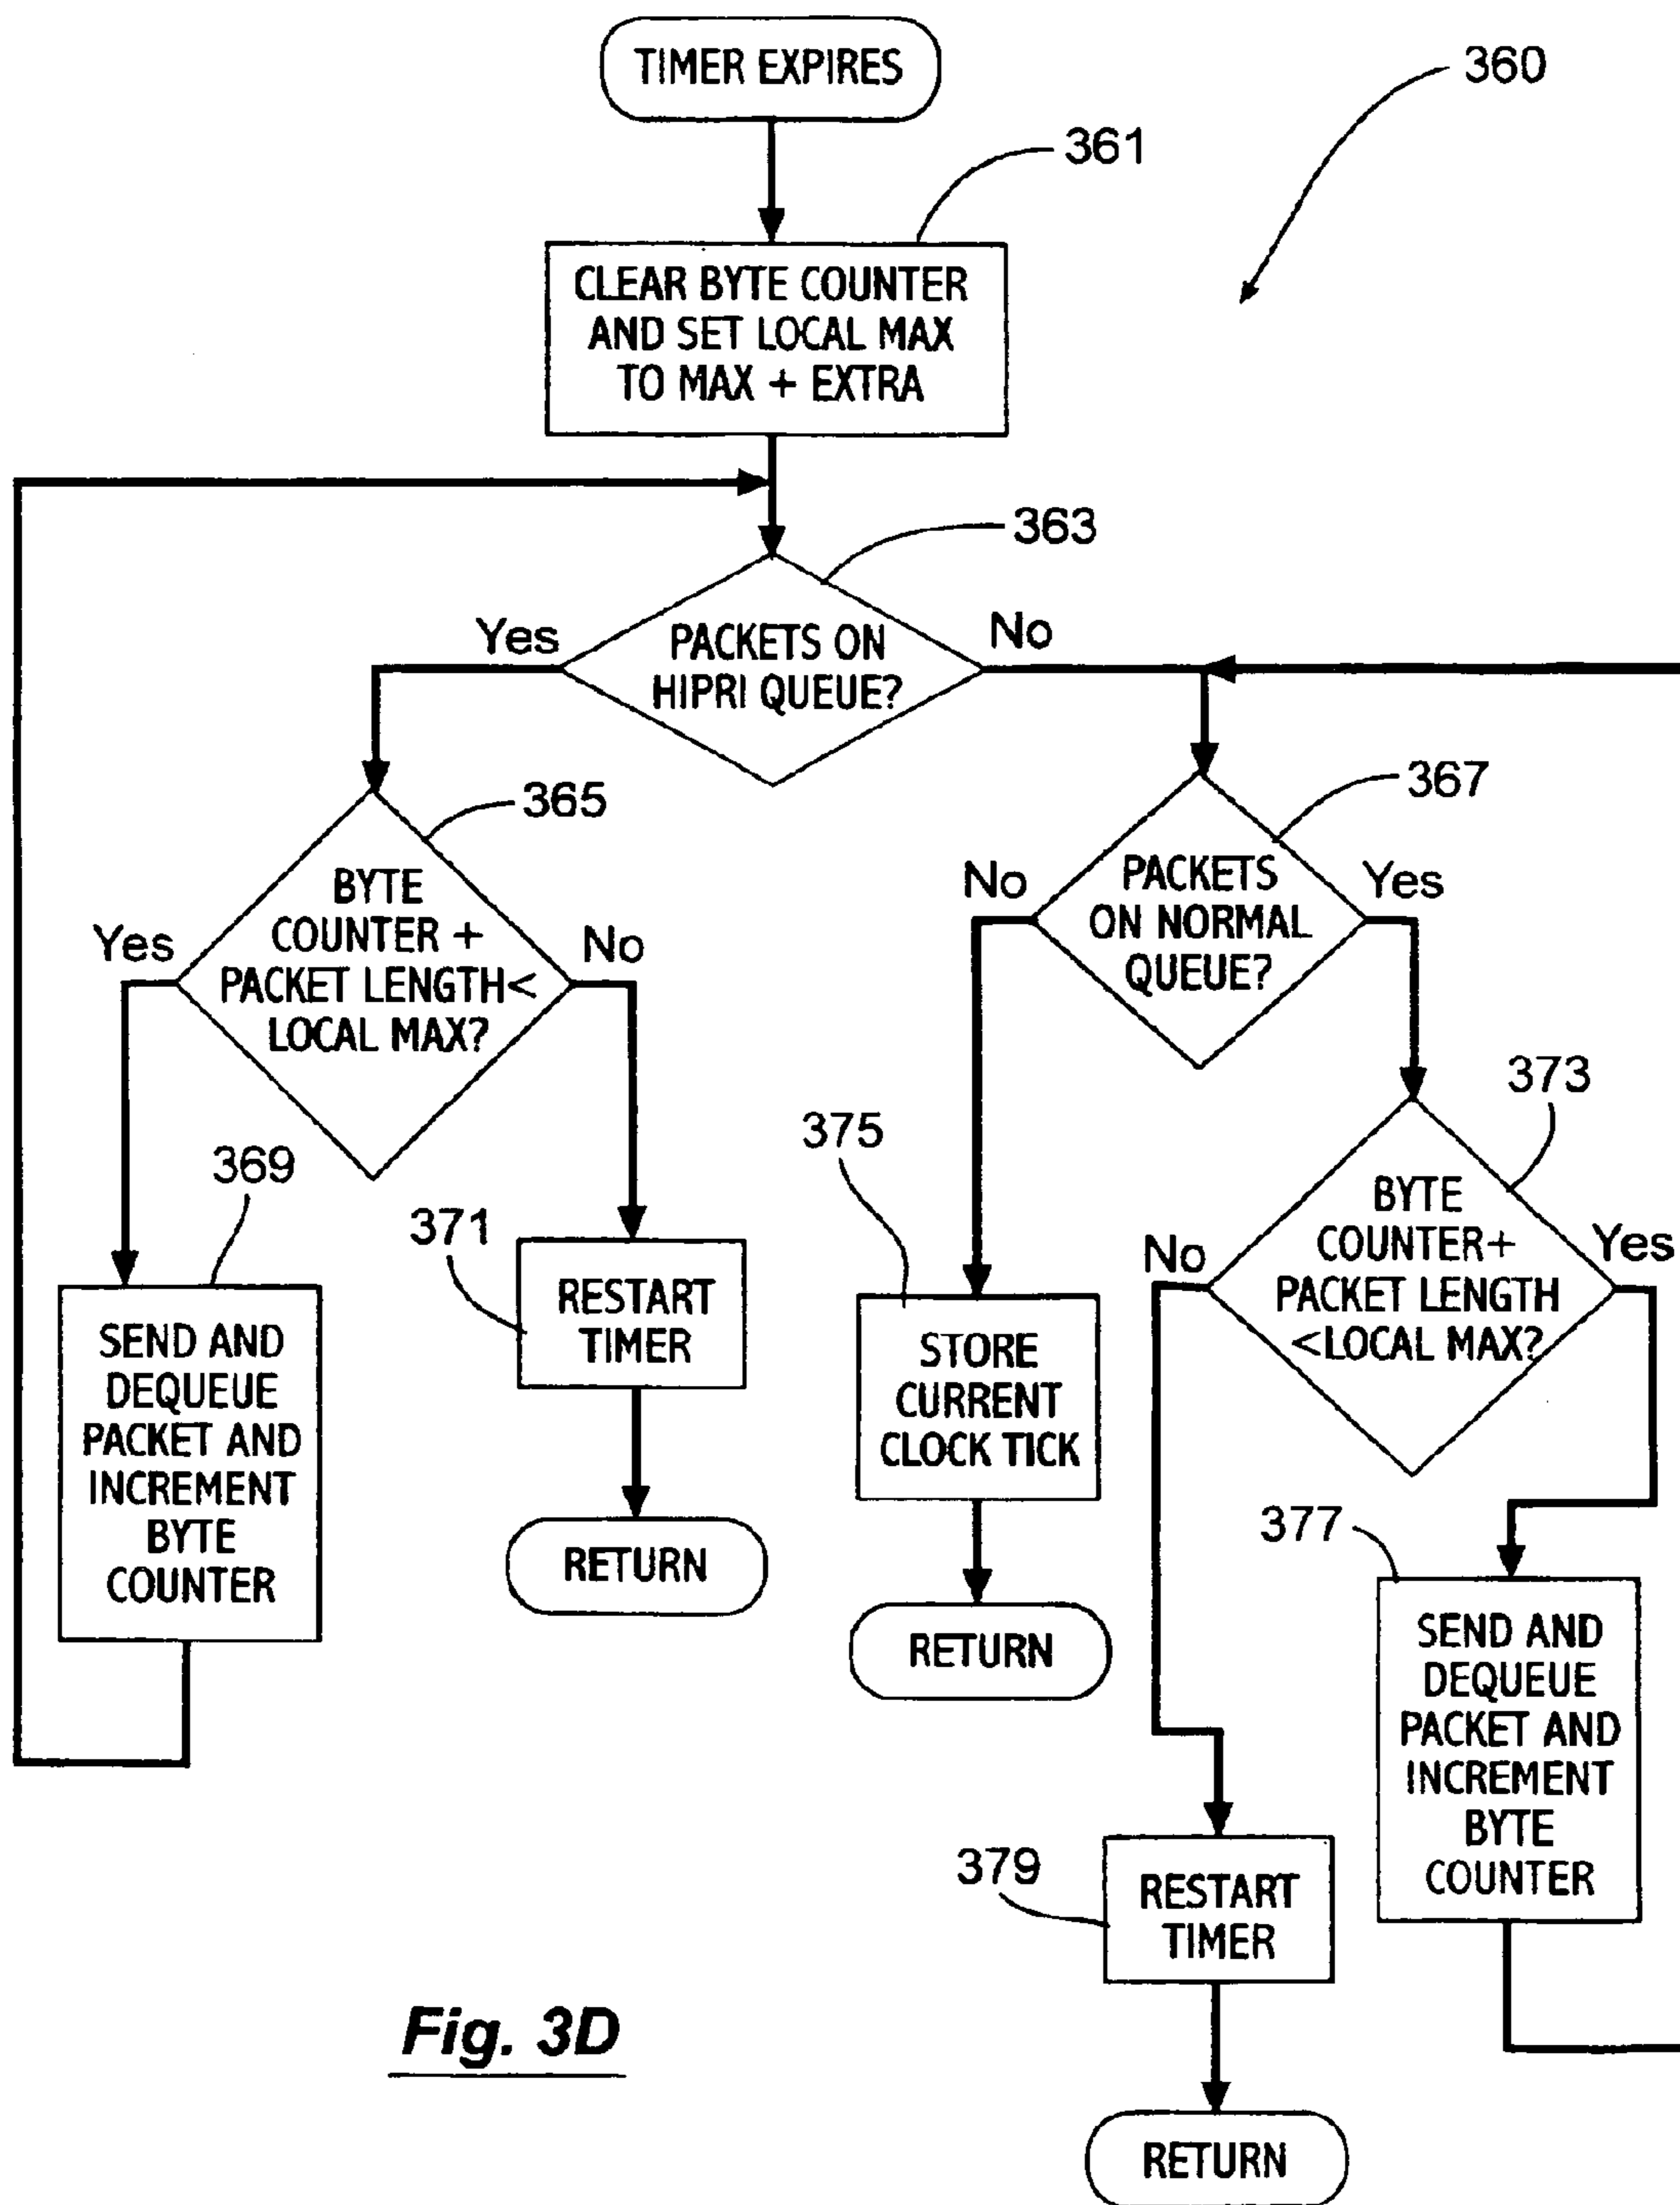 TIMER EXPIRES
360
361
CLEAR BYTE COUNTER
AND SET LOCAL MAX
TO MAX + EXTRA
363
Yes
PACKETS ON
HIPRI QUEUE?
No
365
BYTE
COUNTER +
PACKET LENGTH<
LOCAL MAX?
Yes
No
367
PACKETS
ON NORMAL
QUEUE?
No
Yes
369
SEND AND
DEQUEUE
PACKET AND
INCREMENT
BYTE
COUNTER
371
RESTART
TIMER
RETURN
375
STORE
CURRENT
CLOCK TICK
RETURN
373
BYTE
COUNTER+
PACKET LENGTH
<LOCAL MAX?
No
Yes
377
SEND AND
DEQUEUE
PACKET AND
INCREMENT
BYTE
COUNTER
379
RESTART
TIMER
RETURN
Fig. 3D